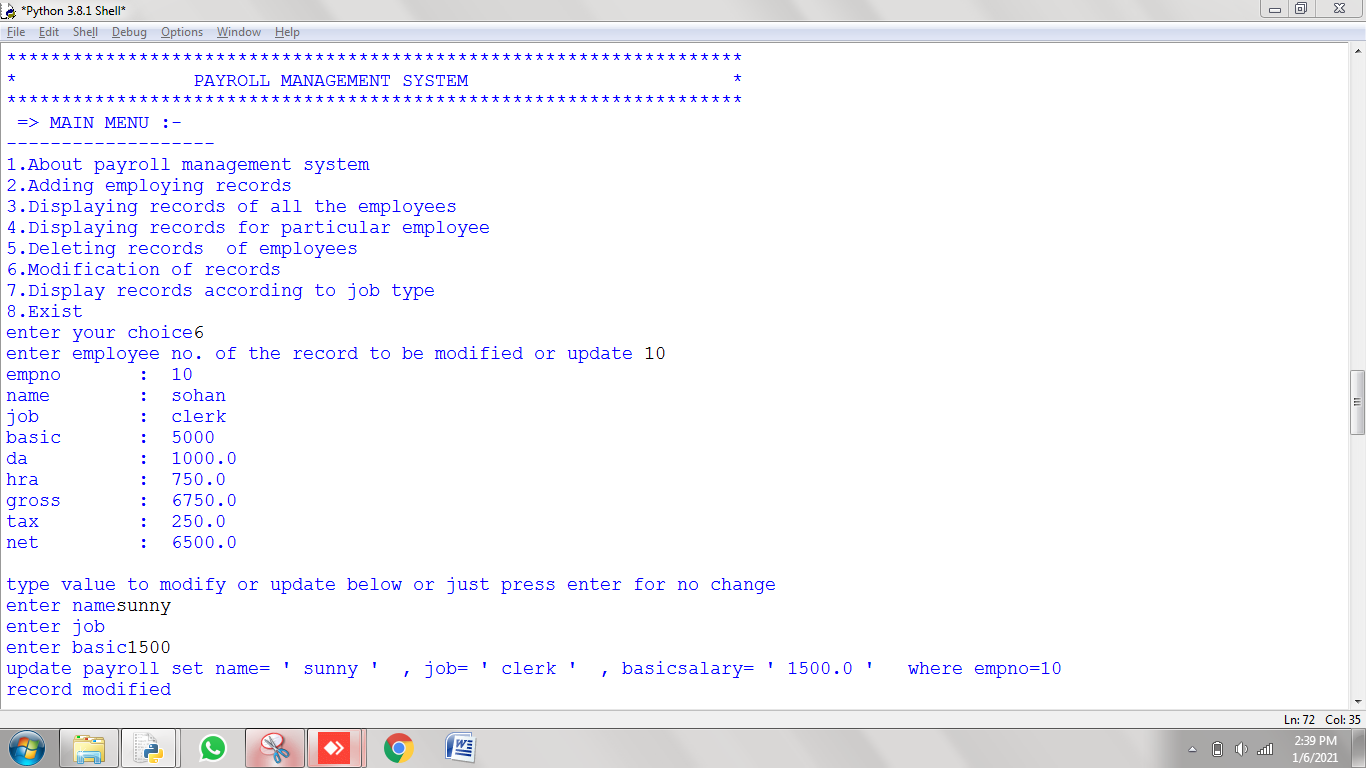 *Python 3.8.1 Shell*
File Edit Shell Debug Options Window Help
*******************************************************************
* PAYROLL MANAGEMENT SYSTEM *
*******************************************************************
=> MAIN MENU :-
-------------------
1.About payroll management system
2.Adding employing records
3.Displaying records of all the employees
4.Displaying records for particular employee
5.Deleting records  of employees
6.Modification of records
7.Display records according to job type
8.Exist
enter your choice6
enter employee no. of the record to be modified or update 10
empno : 10
name : sohan
job : clerk
basic : 5000
da : 1000.0
hra : 750.0
gross : 6750.0
tax : 250.0
net : 6500.0
type value to modify or update below or just press enter for no change
enter namesunny
enter job
enter basic1500
update payroll set name= ' sunny '  , job= ' clerk '  , basicsalary= ' 1500.0 '   where empno=10
record modified
Ln: 72 Col: 35
2:39 PM
1/6/2021